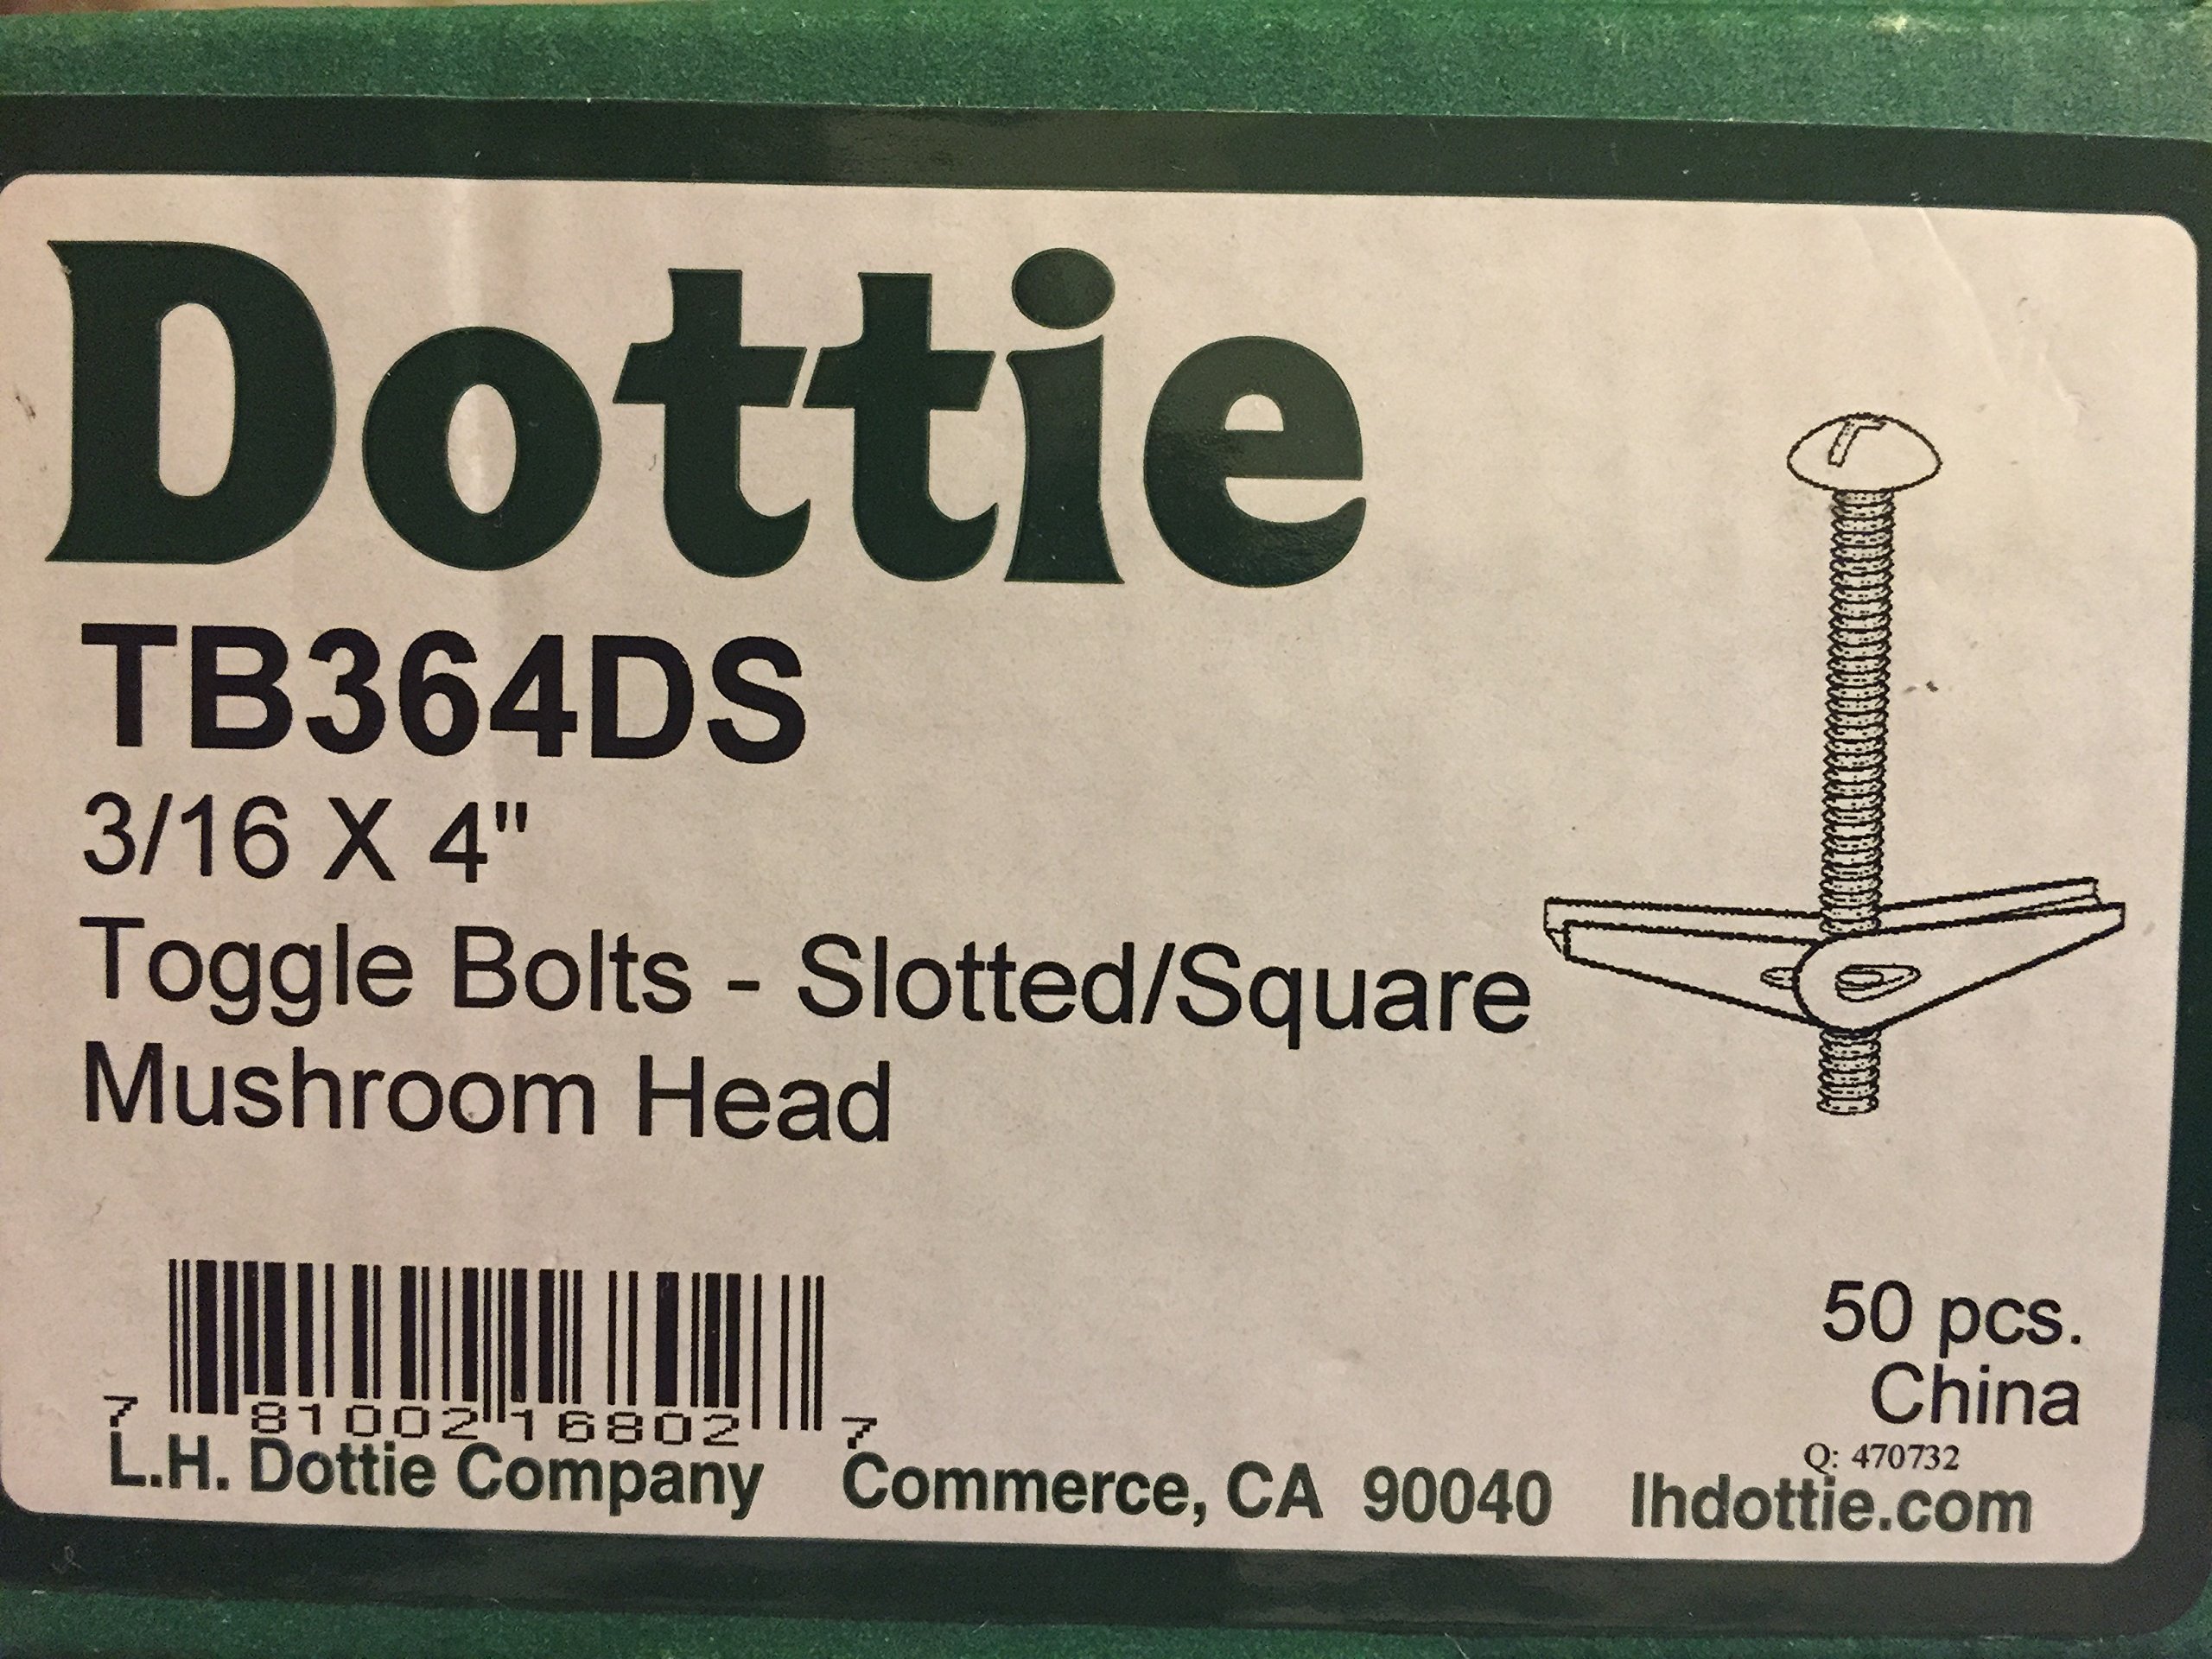 Dottie
TB364DS
3/16 X 4"
Toggle Bolts - Slotted/Square
Mushroom Head
50 pcs.
China
7 81002 16802 7
Q: 470732
L.H. Dottie Company Commerce, CA 90040 lhdottie.com